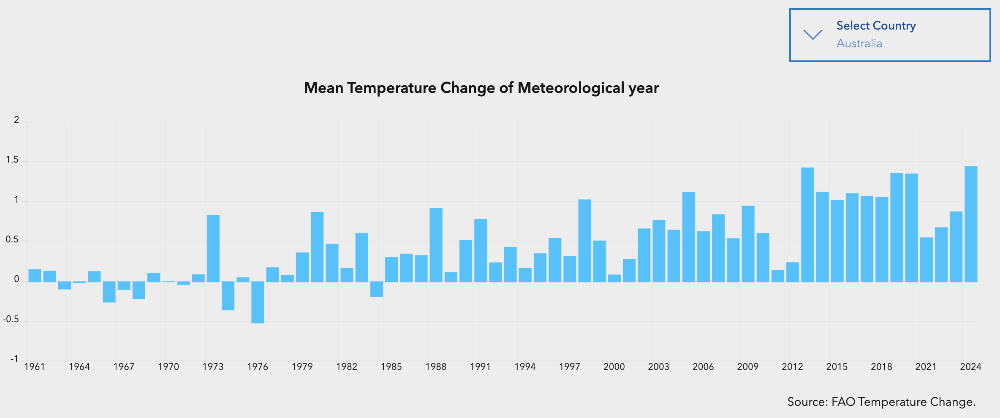 Select Country
Australia
Mean Temperature Change of Meteorological year
2
1.5
1
0.5
0
-0.5
-1
1961 1964 1967 1970 1973 1976 1979 1982 1985 1988 1991 1994 1997 2000 2003 2006 2009 2012 2015 2018 2021 2024
Source: FAO Temperature Change.